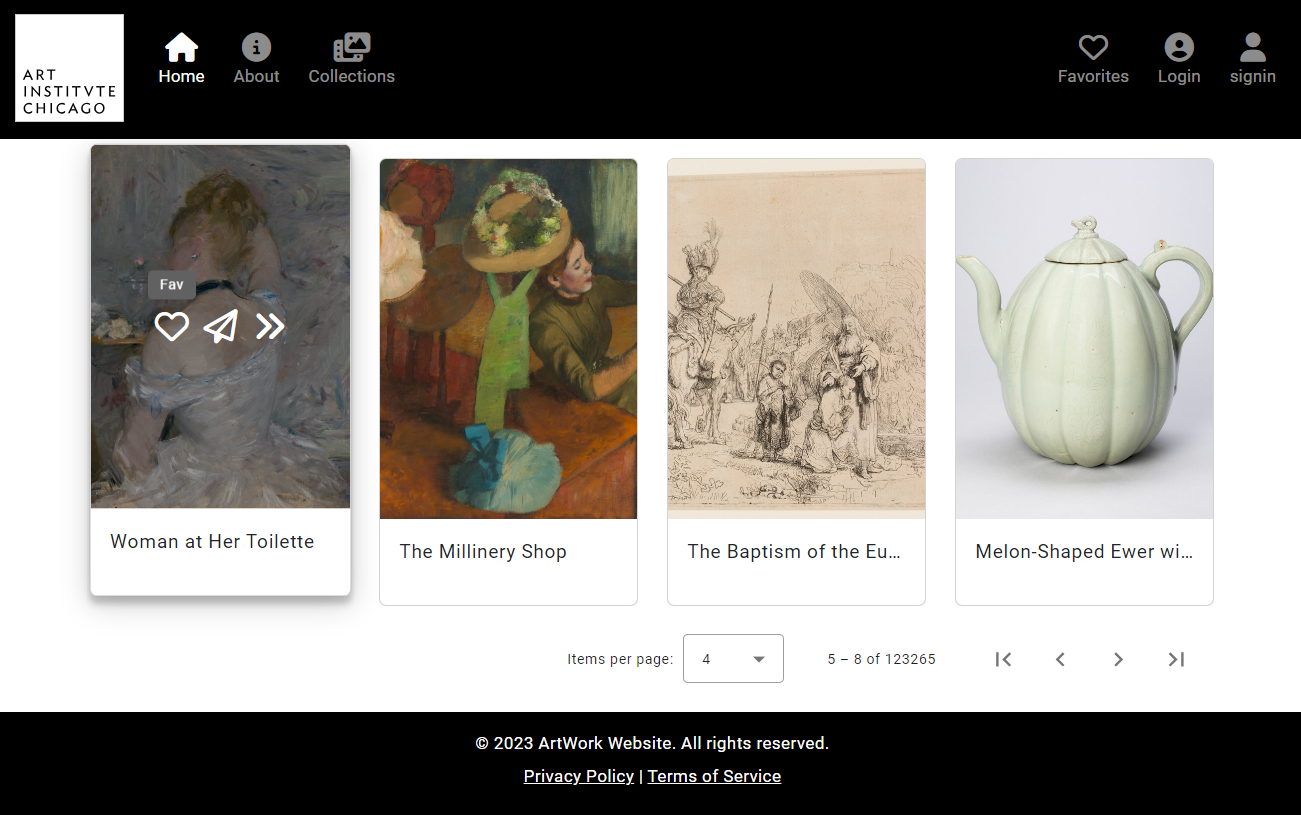 ART
INSTITVTE
CHICAGO
Home
About
Collections
Favorites
Login
signin
Fav
Woman at Her Toilette
The Millinery Shop
The Baptism of the Eu...
Melon-Shaped Ewer wi...
Items per page:
4
5 – 8 of 123265
© 2023 ArtWork Website. All rights reserved.
Privacy Policy | Terms of Service